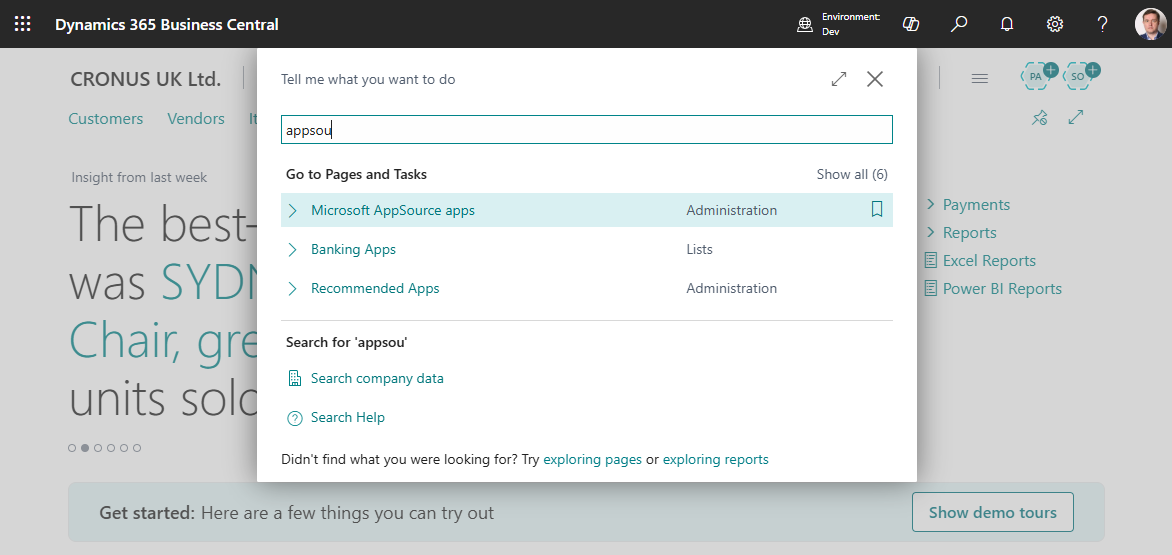 Dynamics 365 Business Central
Environment:
Dev
CRONUS UK Ltd.
PA
SO
Customers Vendors
Tell me what you want to do
appsou
Go to Pages and Tasks Show all (6)
Microsoft AppSource apps Administration
Banking Apps Lists
Recommended Apps Administration
Search for 'appsou'
Search company data
Search Help
Didn't find what you were looking for? Try exploring pages or exploring reports
Insight from last week
The best-
was
Chair,
units
Payments
Reports
Excel Reports
Power BI Reports
Get started: Here are a few things you can try out
Show demo tours